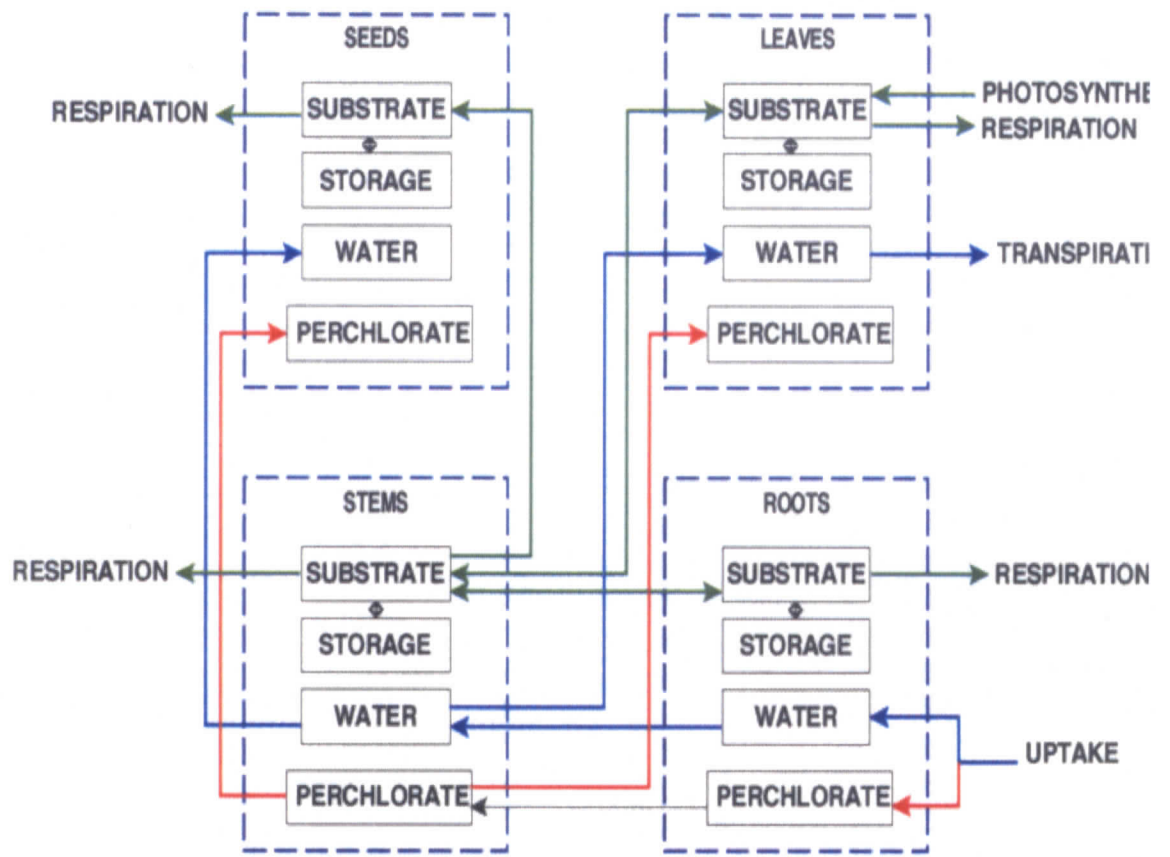 SEEDS
RESPIRATION
SUBSTRATE
STORAGE
WATER
PERCHLORATE
LEAVES
SUBSTRATE
PHOTOSYNTHE
RESPIRATION
STORAGE
WATER
TRANSPIRATI
PERCHLORATE
STEMS
RESPIRATION
SUBSTRATE
STORAGE
WATER
PERCHLORATE
ROOTS
SUBSTRATE
RESPIRATION
STORAGE
WATER
UPTAKE
PERCHLORATE